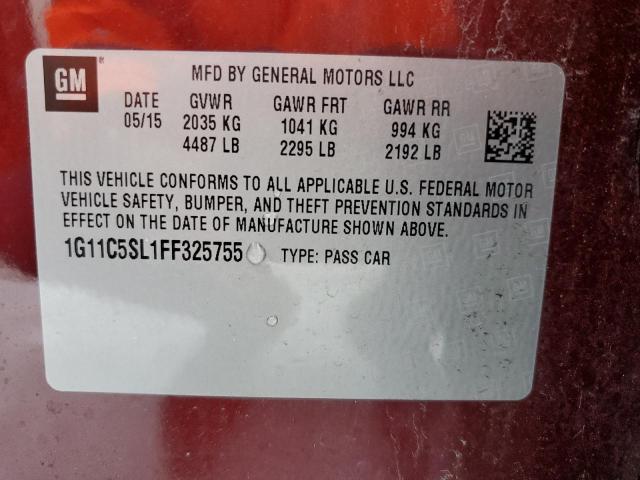 GM
MFD BY GENERAL MOTORS LLC
DATE GVWR GAWR FRT GAWR RR
05/15 2035 KG 1041 KG 994 KG
4487 LB 2295 LB 2192 LB
THIS VEHICLE CONFORMS TO ALL APPLICABLE U.S. FEDERAL MOTOR
VEHICLE SAFETY, BUMPER, AND THEFT PREVENTION STANDARDS IN
EFFECT ON THE DATE OF MANUFACTURE SHOWN ABOVE.
1G11C5SL1FF325755 TYPE: PASS CAR